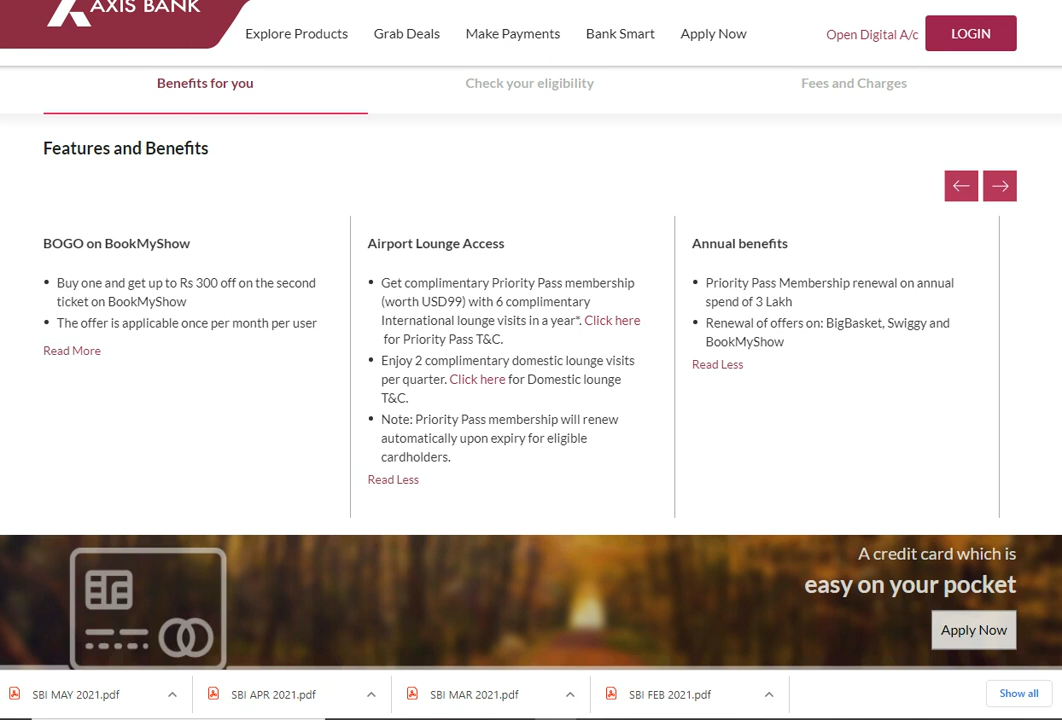 AXIS BANK
Explore Products Grab Deals Make Payments Bank Smart Apply Now Open Digital A/c LOGIN
Benefits for you Check your eligibility Fees and Charges
Features and Benefits
BOGO on BookMyShow
• Buy one and get up to Rs 300 off on the second
ticket on BookMyShow
• The offer is applicable once per month per user
Read More
Airport Lounge Access
• Get complimentary Priority Pass membership
(worth USD99) with 6 complimentary
International lounge visits in a year*. Click here
for Priority Pass T&C.
• Enjoy 2 complimentary domestic lounge visits
per quarter. Click here for Domestic lounge
T&C.
• Note: Priority Pass membership will renew
automatically upon expiry for eligible
cardholders.
Read Less
Annual benefits
• Priority Pass Membership renewal on annual
spend of 3 Lakh
• Renewal of offers on: BigBasket, Swiggy and
BookMyShow
Read Less
A credit card which is
easy on your pocket
Apply Now
SBI MAY 2021.pdf SBI APR 2021.pdf SBI MAR 2021.pdf SBI FEB 2021.pdf Show all